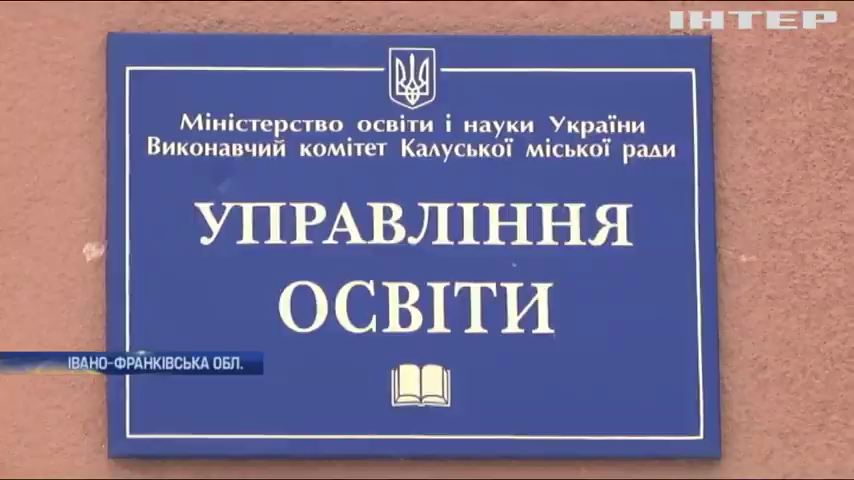 ІНТЕР
Міністерство освіти і науки України
Виконавчий комітет Калуської міської ради
УПРАВЛІННЯ
ОСВІТИ
ІВАНО-ФРАНКІВСЬКА ОБЛ.